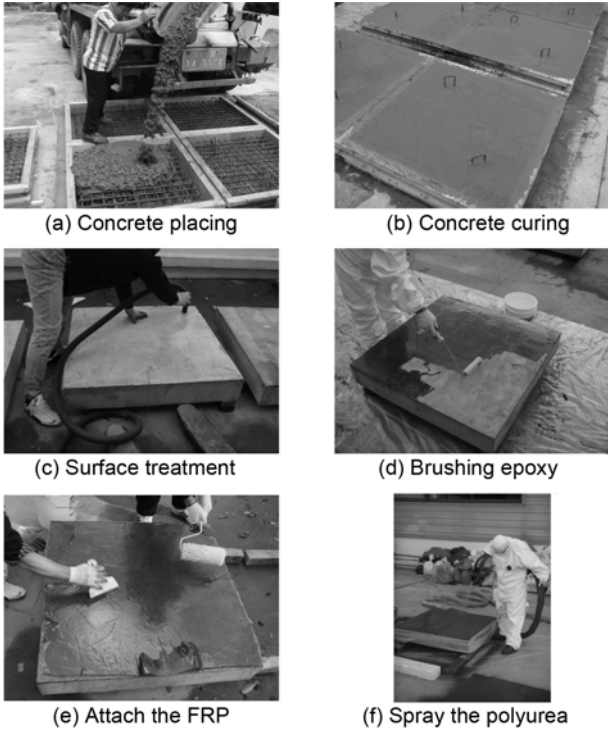 (a) Concrete placing
(b) Concrete curing
(c) Surface treatment
(d) Brushing epoxy
(e) Attach the FRP
(f) Spray the polyurea